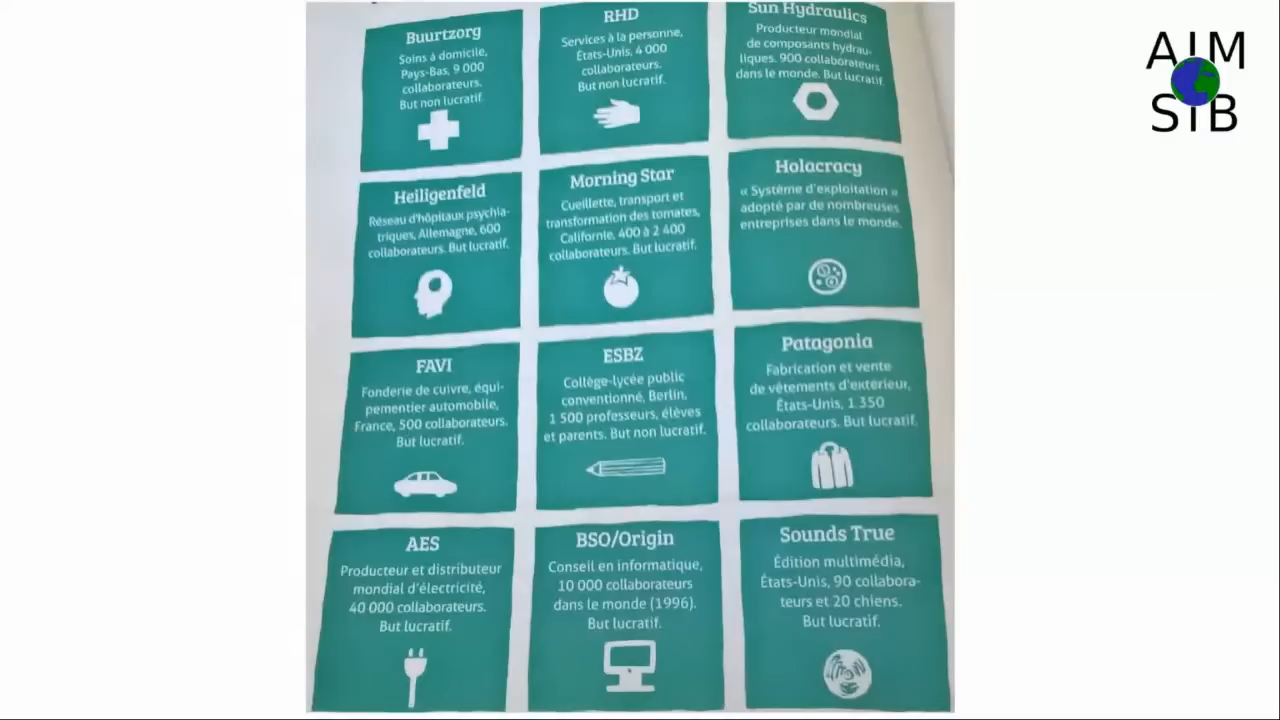 Buurtzorg
Soins à domicile,
Pays-Bas, 9 000
collaborateurs.
But non lucratif.
RHD
Services à la personne,
États-Unis, 4 000
collaborateurs.
But non lucratif.
Sun Hydraulics
Producteur mondial
de composants hydrau-
liques. 900 collaborateurs
dans le monde. But lucratif.
Heiligenfeld
Réseau d'hôpitaux psychia-
triques, Allemagne, 600
collaborateurs. But lucratif.
Morning Star
Cueillette, transport et
transformation des tomates,
Californie, 400 à 2 400
collaborateurs. But lucratif.
Holacracy
« Système d'exploitation »
adopté par de nombreuses
entreprises dans le monde.
FAVI
Fonderie de cuivre, équi-
pementier automobile,
France, 500 collaborateurs.
But lucratif.
ESBZ
Collège-lycée public
conventionné, Berlin,
1 500 professeurs, élèves
et parents. But non lucratif.
Patagonia
Fabrication et vente
de vêtements d'extérieur,
États-Unis, 1 350
collaborateurs. But lucratif.
AES
Producteur et distributeur
mondial d'électricité,
40 000 collaborateurs.
But lucratif.
BSO/Origin
Conseil en informatique,
10 000 collaborateurs
dans le monde (1996).
But lucratif.
Sounds True
Édition multimédia,
États-Unis, 90 collabora-
teurs et 20 chiens.
But lucratif.
AIM
SIB